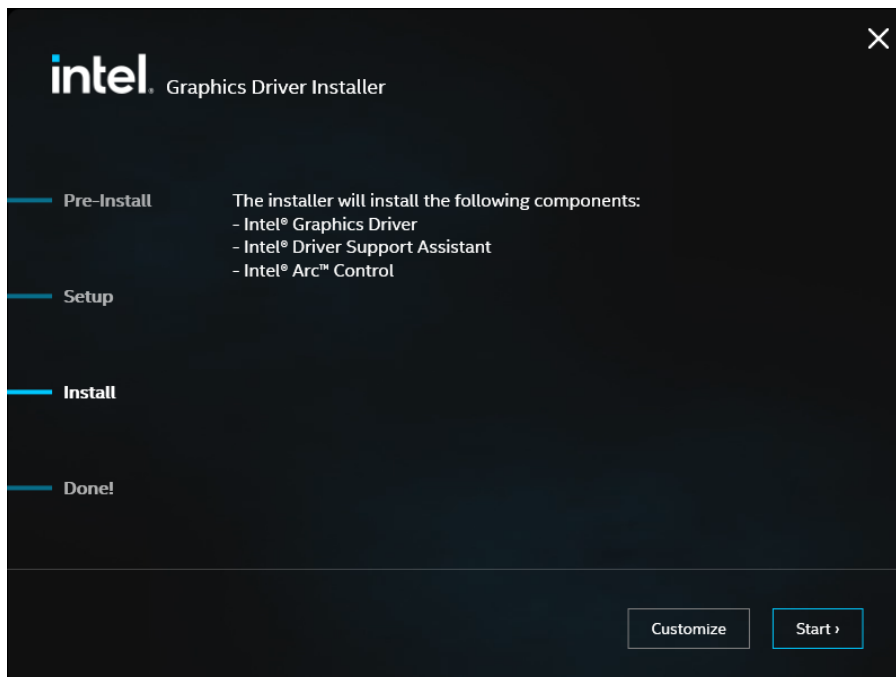 intel. Graphics Driver Installer
Pre-Install
The installer will install the following components:
- Intel® Graphics Driver
- Intel® Driver Support Assistant
- Intel® Arc™ Control
Setup
Install
Done!
Customize
Start ›